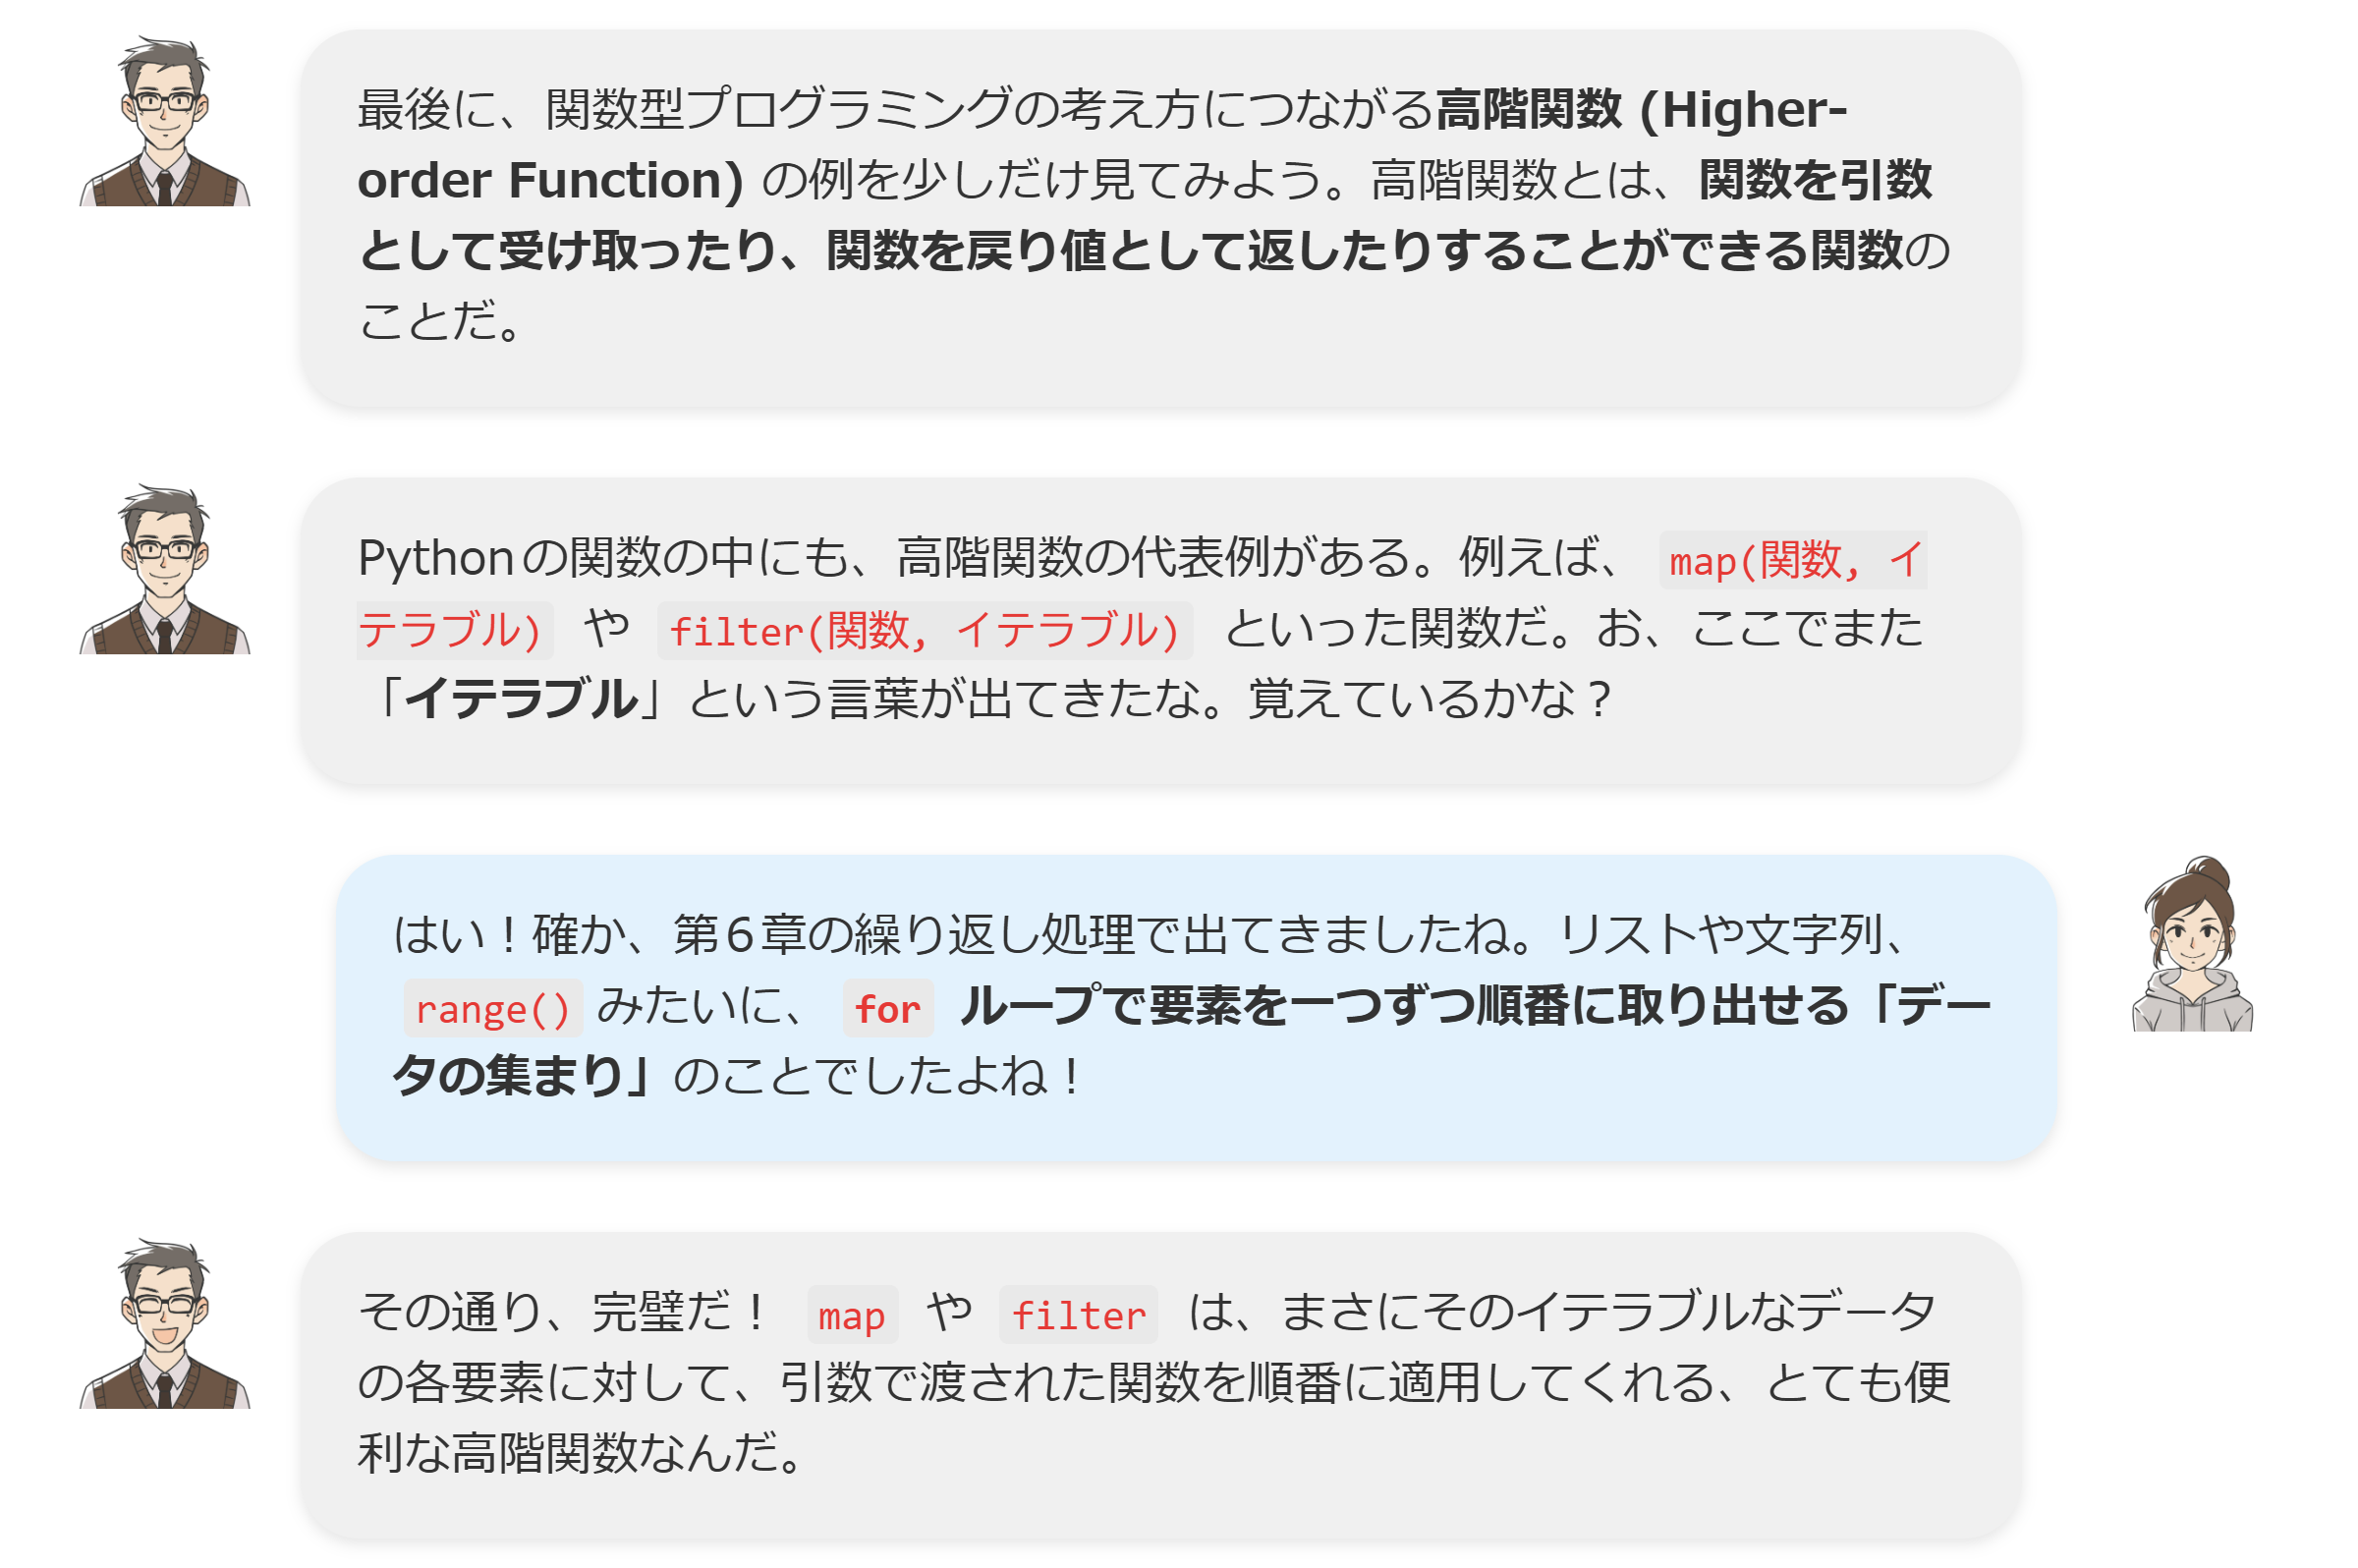 最後に、関数型プログラミングの考え方につながる高階関数 (Higher-
order Function) の例を少しだけ見てみよう。高階関数とは、関数を引数
として受け取ったり、関数を戻り値として返したりすることができる関数の
ことだ。
Pythonの関数の中にも、高階関数の代表例がある。例えば、 map(関数, イ
テラブル) や filter(関数, イテラブル) といった関数だ。お、ここでまた
「イテラブル」という言葉が出てきたな。覚えているかな？
はい！確か、第６章の繰り返し処理で出てきましたね。リストや文字列、
range() みたいに、 for ループで要素を一つずつ順番に取り出せる「デー
タの集まり」のことでしたよね！
その通り、完璧だ！ map や filter は、まさにそのイテラブルなデータ
の各要素に対して、引数で渡された関数を順番に適用してくれる、とても便
利な高階関数なんだ。